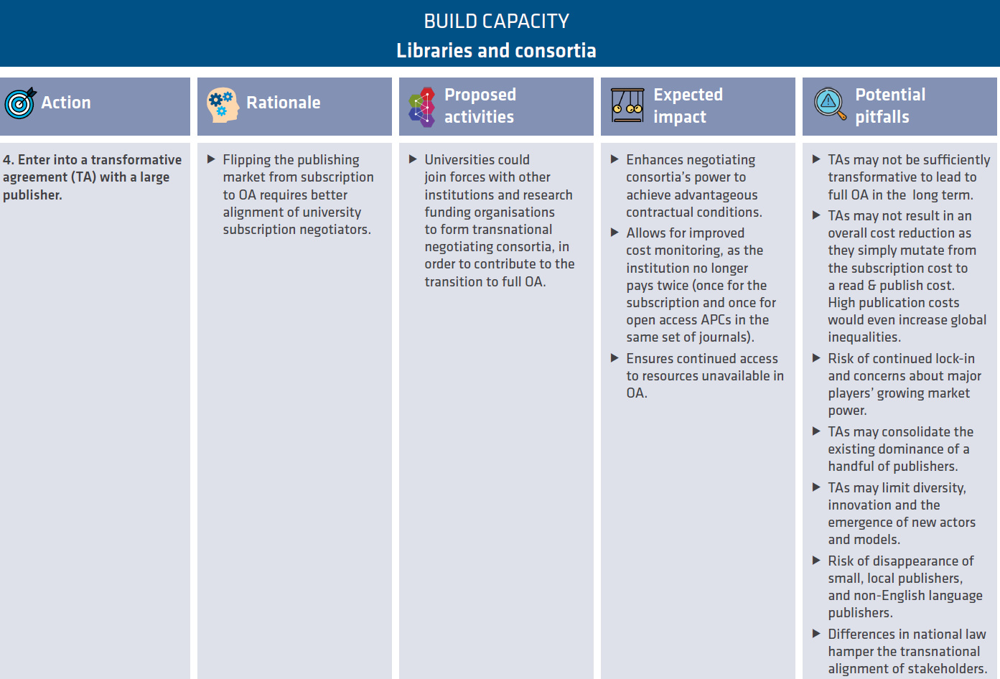 BUILD CAPACITY
Libraries and consortia
Action
Rationale
Proposed
activities
Expected
impact
Potential
pitfalls
4. Enter into a transformative
agreement (TA) with a large
publisher.
▶ Flipping the publishing
market from subscription
to OA requires better
alignment of university
subscription negotiators.
▶ Universities could
join forces with other
institutions and research
funding organisations
to form transnational
negotiating consortia, in
order to contribute to the
transition to full OA.
▶ Enhances negotiating
consortia’s power to
achieve advantageous
contractual conditions.
▶ Allows for improved
cost monitoring, as the
institution no longer
pays twice (once for the
subscription and once for
open access APCs in the
same set of journals).
▶ Ensures continued access
to resources unavailable in
OA.
▶ TAs may not be sufficiently
transformative to lead to
full OA in the long term.
▶ TAs may not result in an
overall cost reduction as
they simply mutate from
the subscription cost to
a read & publish cost.
High publication costs
would even increase global
inequalities.
▶ Risk of continued lock-in
and concerns about major
players’ growing market
power.
▶ TAs may consolidate the
existing dominance of a
handful of publishers.
▶ TAs may limit diversity,
innovation and the
emergence of new actors
and models.
▶ Risk of disappearance of
small, local publishers,
and non-English language
publishers.
▶ Differences in national law
hamper the transnational
alignment of stakeholders.